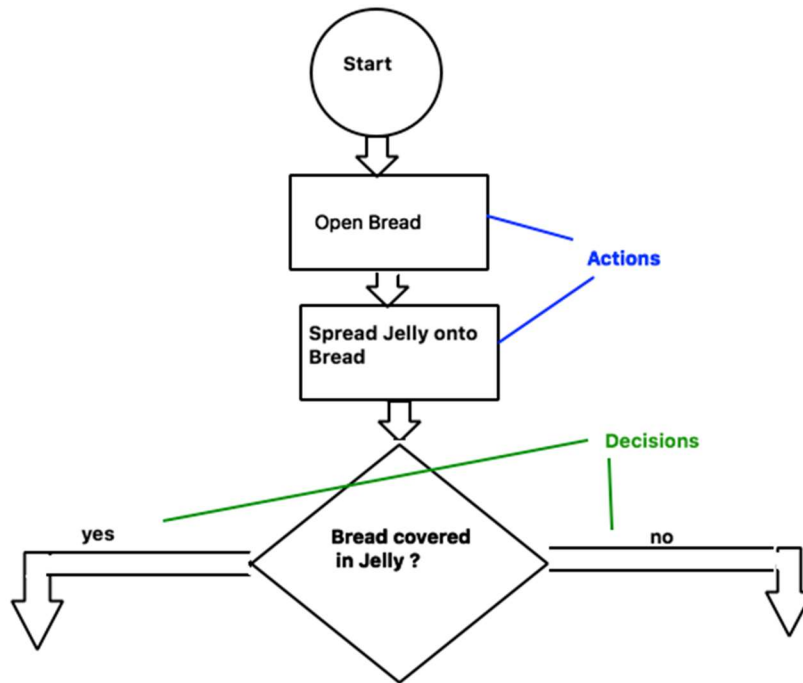 Start
Open Bread
Actions
Spread Jelly onto
Bread
Decisions
yes
Bread covered
in Jelly ?
no